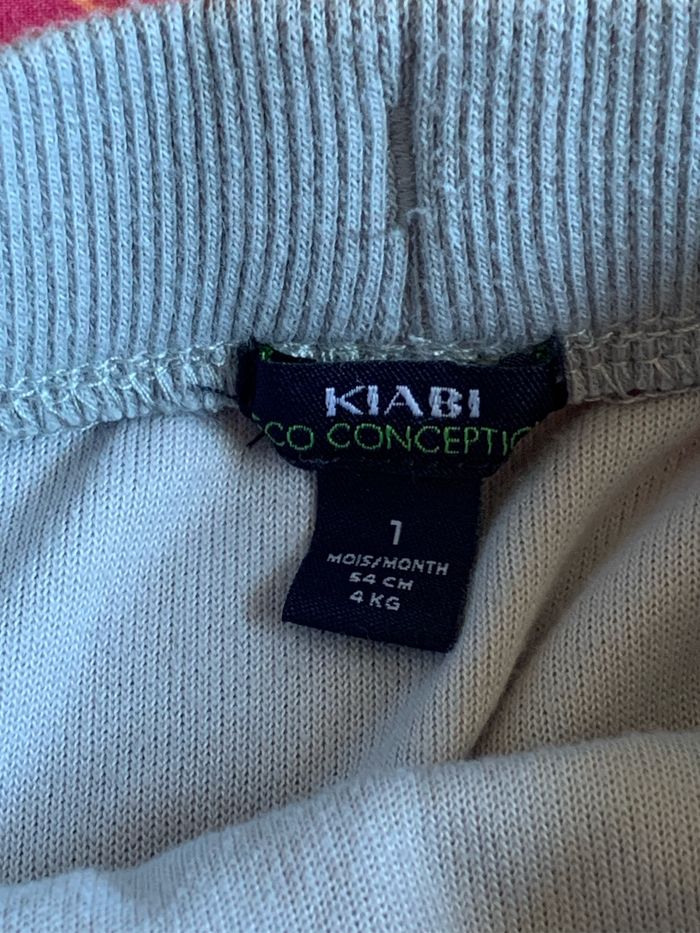 KIABI
CO CONCEPTIO
1
MOIS/MONTH
54 CM
4 KG